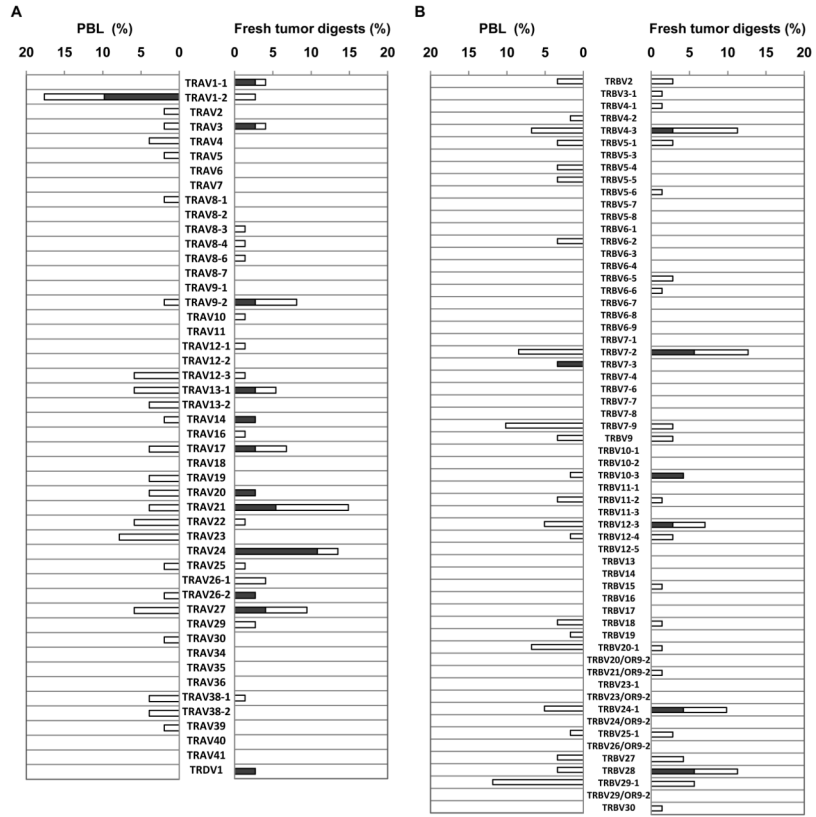 A
PBL (%)
Fresh tumor digests (%)
20 15 10 5 0
0 5 10 15 20
TRAV1-1
TRAV1-2
TRAV2
TRAV3
TRAV4
TRAV5
TRAV6
TRAV7
TRAV8-1
TRAV8-2
TRAV8-3
TRAV8-4
TRAV8-6
TRAV8-7
TRAV9-1
TRAV9-2
TRAV10
TRAV11
TRAV12-1
TRAV12-2
TRAV12-3
TRAV13-1
TRAV13-2
TRAV14
TRAV16
TRAV17
TRAV18
TRAV19
TRAV20
TRAV21
TRAV22
TRAV23
TRAV24
TRAV25
TRAV26-1
TRAV26-2
TRAV27
TRAV29
TRAV30
TRAV34
TRAV35
TRAV36
TRAV38-1
TRAV38-2
TRAV39
TRAV40
TRAV41
TRDV1
B
PBL (%)
Fresh tumor digests (%)
20 15 10 5 0
0 5 10 15 20
TRBV2
TRBV3-1
TRBV4-1
TRBV4-2
TRBV4-3
TRBV5-1
TRBV5-3
TRBV5-4
TRBV5-5
TRBV5-6
TRBV5-7
TRBV5-8
TRBV6-1
TRBV6-2
TRBV6-3
TRBV6-4
TRBV6-5
TRBV6-6
TRBV6-7
TRBV6-8
TRBV6-9
TRBV7-1
TRBV7-2
TRBV7-3
TRBV7-4
TRBV7-6
TRBV7-7
TRBV7-8
TRBV7-9
TRBV9
TRBV10-1
TRBV10-2
TRBV10-3
TRBV11-1
TRBV11-2
TRBV11-3
TRBV12-3
TRBV12-4
TRBV12-5
TRBV13
TRBV14
TRBV15
TRBV16
TRBV17
TRBV18
TRBV19
TRBV20-1
TRBV20/OR9-2
TRBV21/OR9-2
TRBV23-1
TRBV23/OR9-2
TRBV24-1
TRBV24/OR9-2
TRBV25-1
TRBV26/OR9-2
TRBV27
TRBV28
TRBV29-1
TRBV29/OR9-2
TRBV30